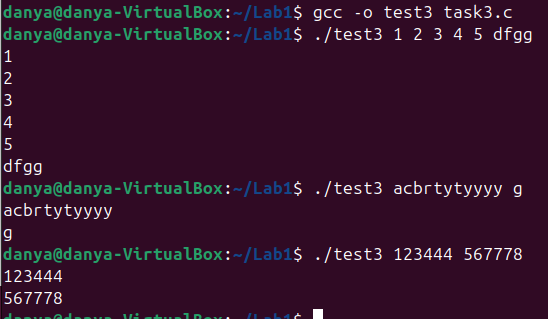 danya@danya-VirtualBox:~/Lab1$ gcc -o test3 task3.c
danya@danya-VirtualBox:~/Lab1$ ./test3 1 2 3 4 5 dfgg
1
2
3
4
5
dfgg
danya@danya-VirtualBox:~/Lab1$ ./test3 acbrtytyyyy g
acbrtytyyyy
g
danya@danya-VirtualBox:~/Lab1$ ./test3 123444 567778
123444
567778
danya@danya-VirtualBox:~/Lab1$